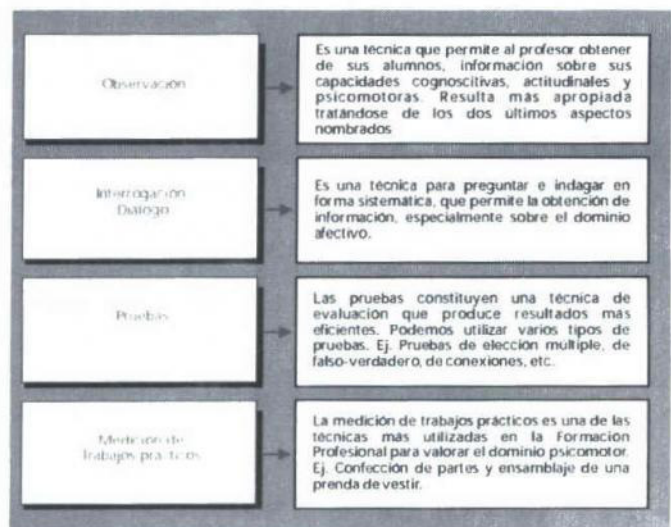 Observación
Es una técnica que permite al profesor obtener
de sus alumnos, información sobre sus
capacidades cognoscitivas, actitudinales y
psicomotoras. Resulta más apropiada
tratándose de los dos últimos aspectos
nombrados
Interrogación
Diálogo
Es una técnica para preguntar e indagar en
forma sistemática, que permite la obtención de
información, especialmente sobre el dominio
afectivo.
Pruebas
Las pruebas constituyen una técnica de
evaluación que produce resultados más
eficientes. Podemos utilizar varios tipos de
pruebas. Ej. Pruebas de elección múltiple, de
falso-verdadero, de conexiones, etc.
Medición de
Trabajos prácticos
La medición de trabajos prácticos es una de las
técnicas más utilizadas en la Formación
Profesional para valorar el dominio psicomotor.
Ej. Confección de partes y ensamblaje de una
prenda de vestir.